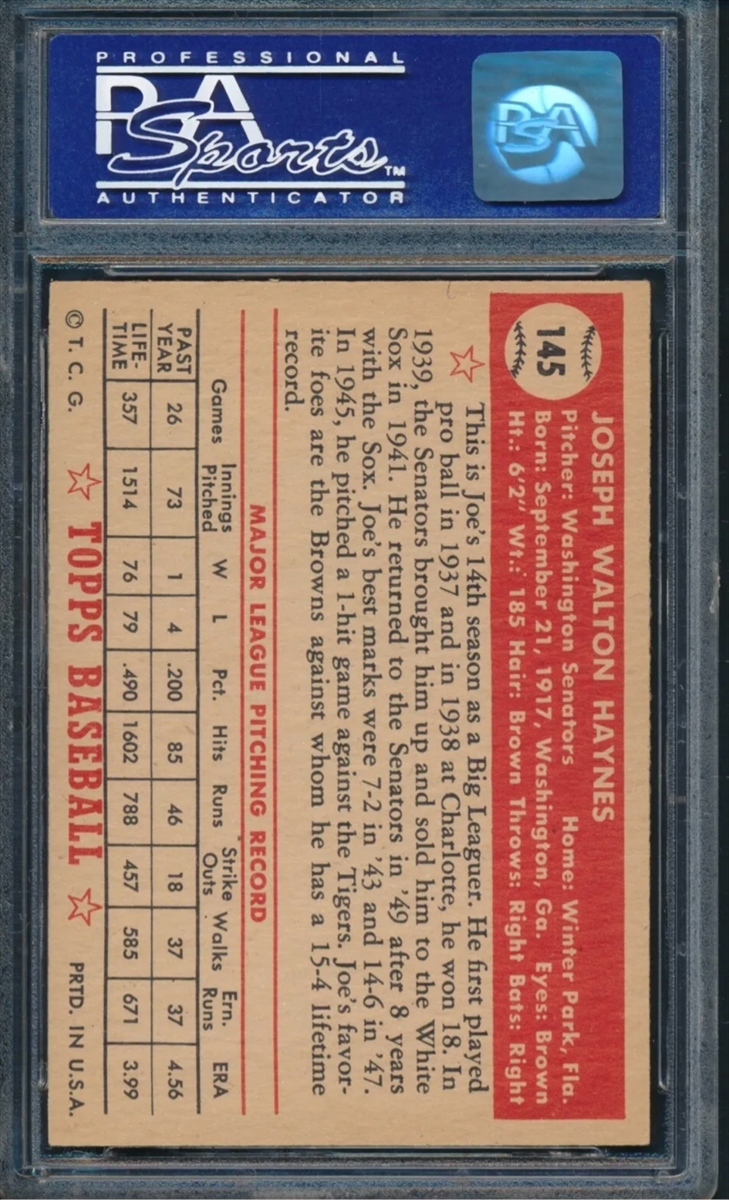 PROFESSIONAL
PSA
Sports™
AUTHENTICATOR
PSA
145
JOSEPH WALTON HAYNES
Pitcher: Washington Senators Home: Winter Park, Fla.
Born: September 21, 1917, Washington, Ga. Eyes: Brown
Ht.: 6'2" Wt.: 185 Hair: Brown Throws: Right Bats: Right
This is Joe's 14th season as a Big Leaguer. He first played
pro ball in 1937 and in 1938 at Charlotte, he won 18. In
1939, the Senators brought him up and sold him to the White
Sox in 1941. He returned to the Senators in '49 after 8 years
with the Sox. Joe's best marks were 7-2 in '43 and 14-6 in '47.
In 1945, he pitched a 1-hit game against the Tigers. Joe's favor-
ite foes are the Browns against whom he has a 15-4 lifetime
record.
MAJOR LEAGUE PITCHING RECORD
Games Innings Pitched W L Pct. Hits Runs Strike Outs Walks Ern. Runs ERA
PAST YEAR 26 73 1 4 .200 85 46 18 37 37 4.56
LIFE-TIME 357 1514 76 79 .490 1602 788 457 585 671 3.99
© T. C. G. TOPPS BASEBALL PRTD. IN U.S.A.